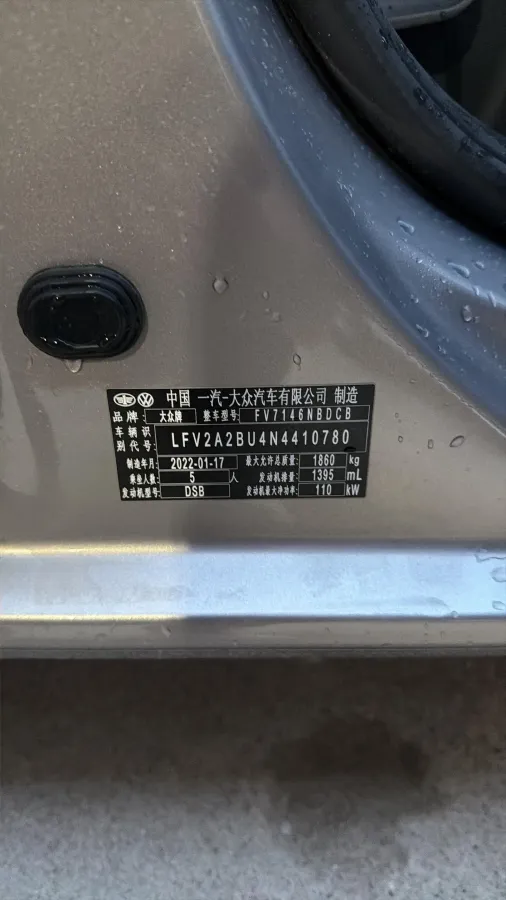 中国 一汽-大众汽车有限公司 制造
品牌: 大众牌 整车型号: FV7146NBDCB
车辆识别代号: LFV2A2BU4N4410780
制造年月: 2022-01-17 最大允许总质量: 1860 kg
乘坐人数: 5 人 发动机排量: 1395 mL
发动机型号: DSB 发动机最大净功率: 110 kW